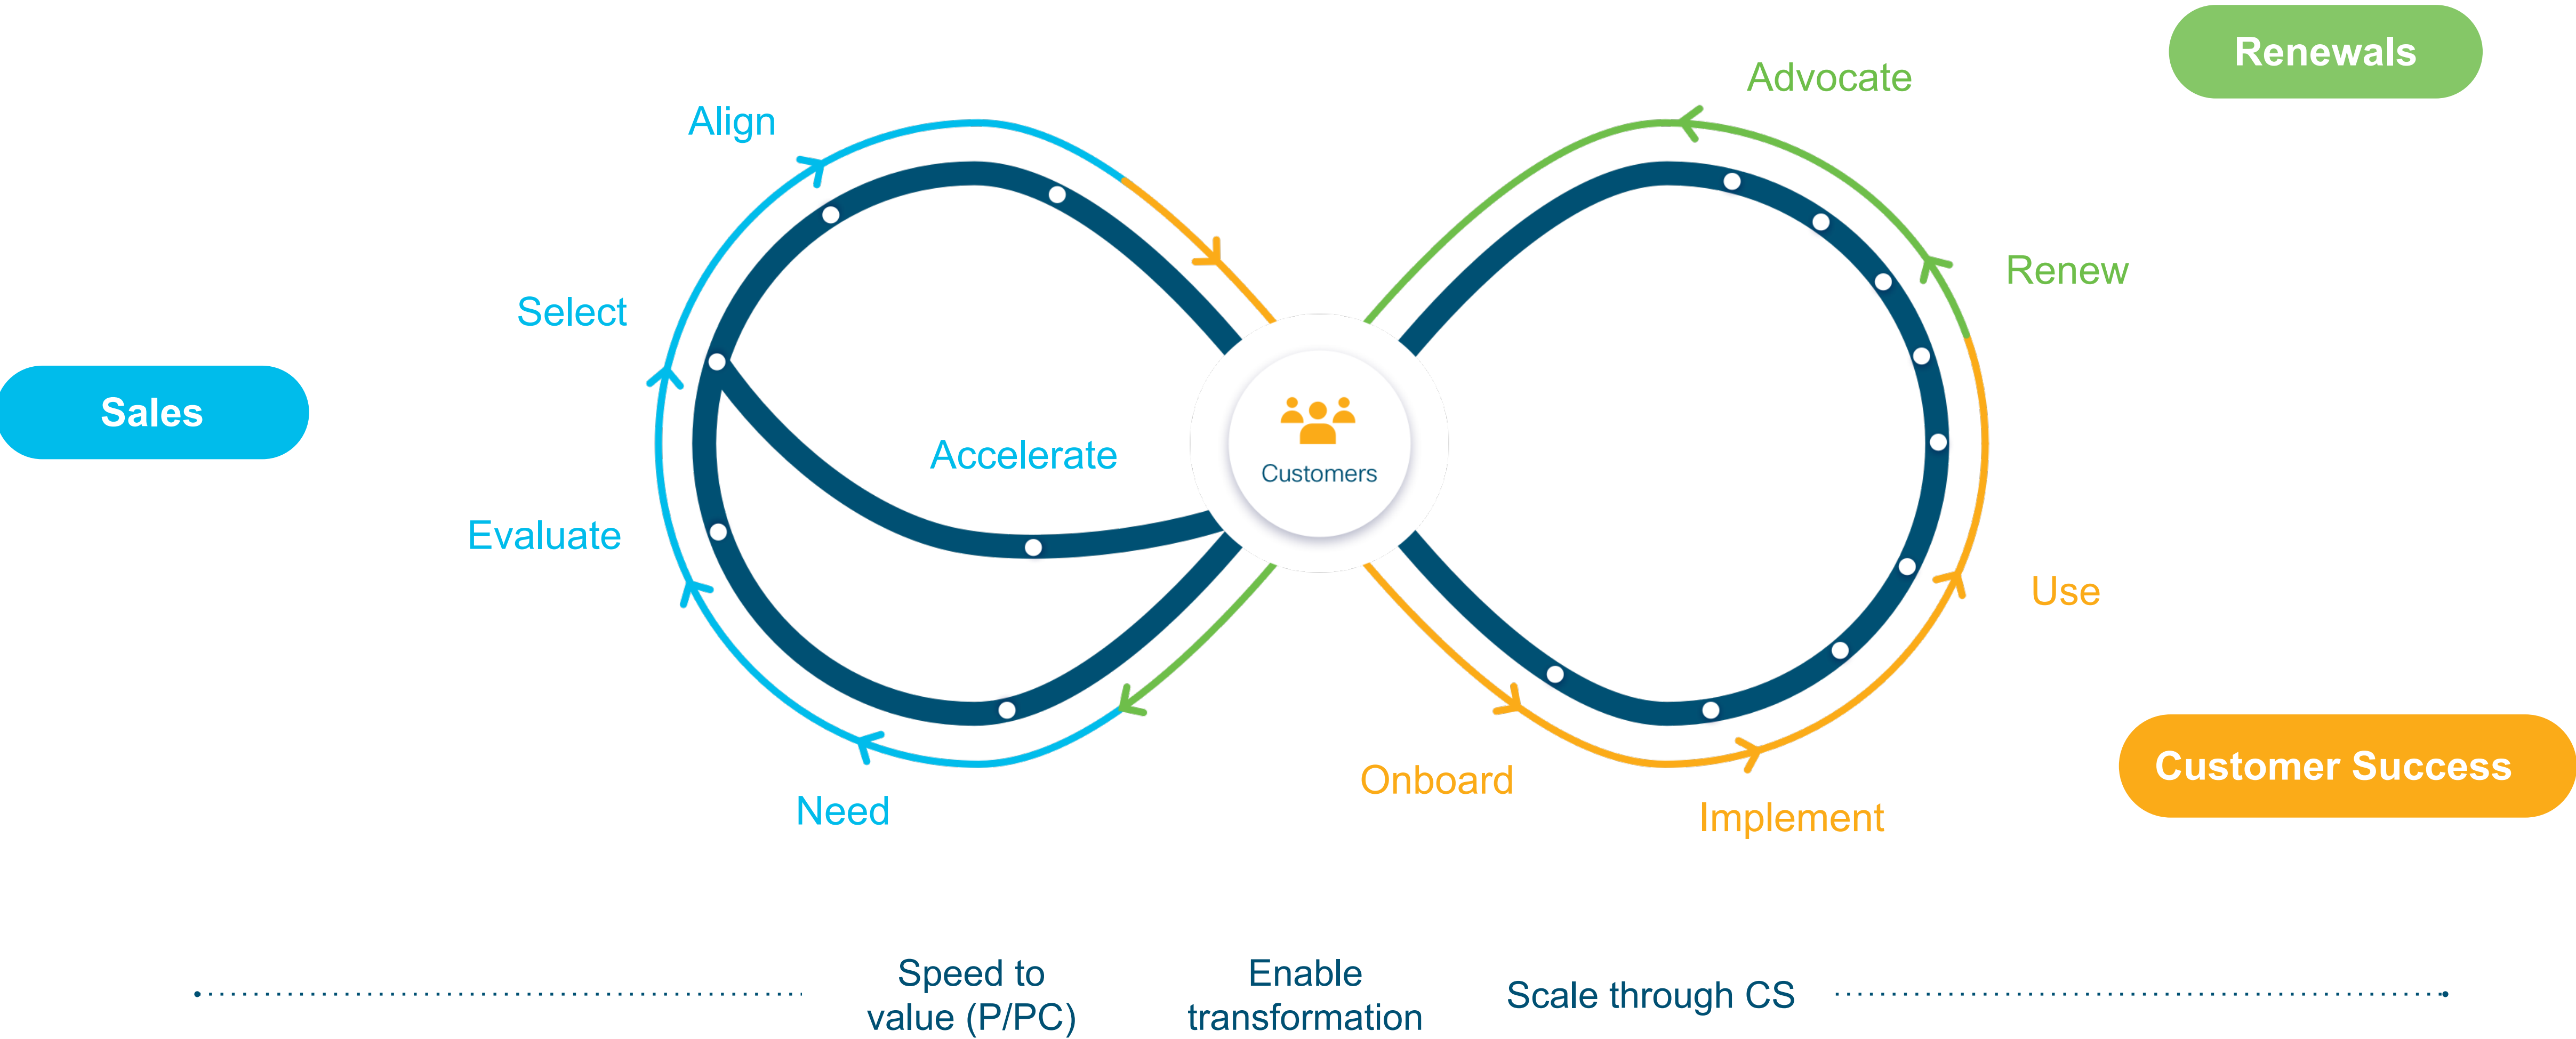 Renewals
Advocate
Align
Renew
Select
Sales
Accelerate
Customers
Evaluate
Use
Customer Success
Onboard
Need
Implement
Speed to
value (P/PC)
Enable
transformation
Scale through CS